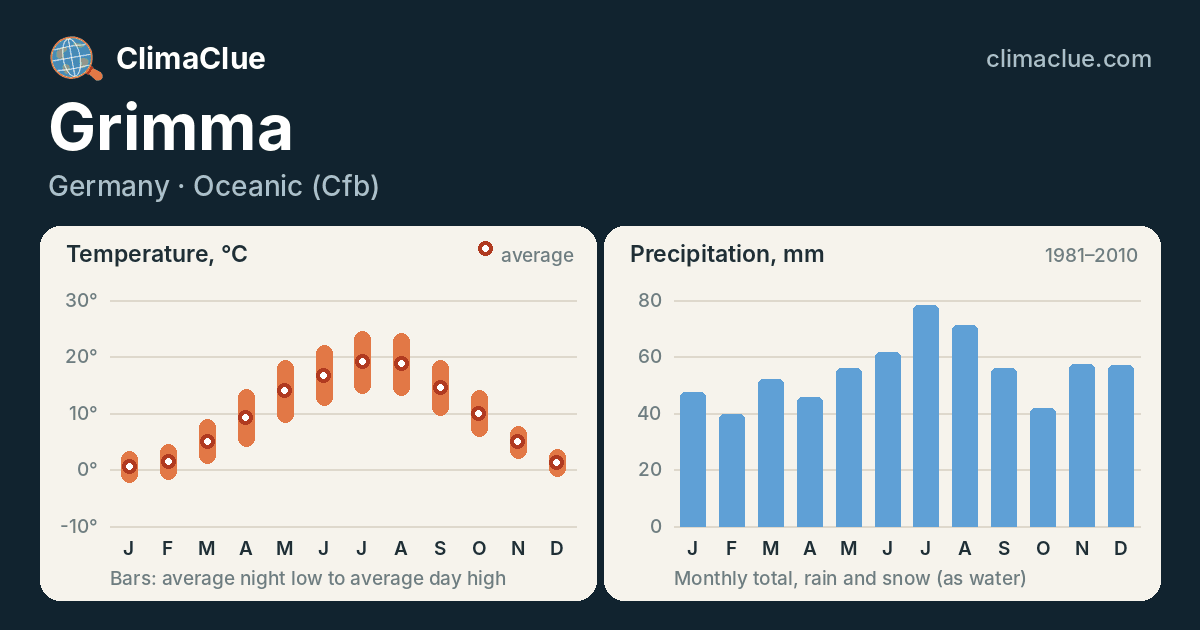 ClimaClue
climaclue.com
Grimma
Germany · Oceanic (Cfb)
Temperature, °C
average
30°
20°
10°
0°
-10°
J F M A M J J A S O N D
Bars: average night low to average day high
Precipitation, mm
1981–2010
80
60
40
20
0
J F M A M J J A S O N D
Monthly total, rain and snow (as water)